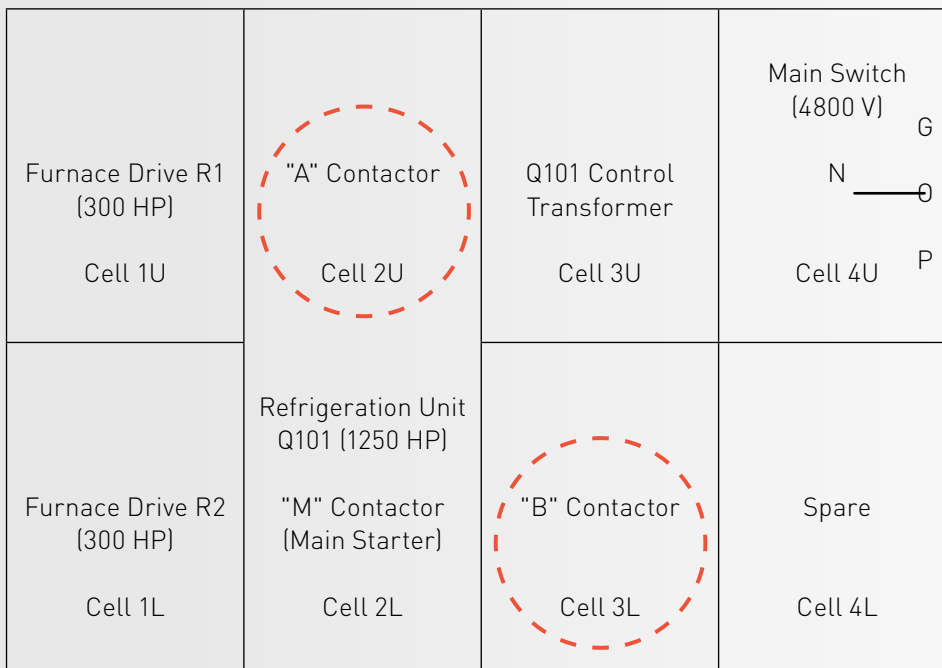 Furnace Drive R1
(300 HP)
Cell 1U
"A" Contactor
Cell 2U
Q101 Control
Transformer
Cell 3U
Main Switch
(4800 V)
G
N
O
P
Cell 4U
Furnace Drive R2
(300 HP)
Cell 1L
Refrigeration Unit
Q101 (1250 HP)
"M" Contactor
(Main Starter)
Cell 2L
"B" Contactor
Cell 3L
Spare
Cell 4L